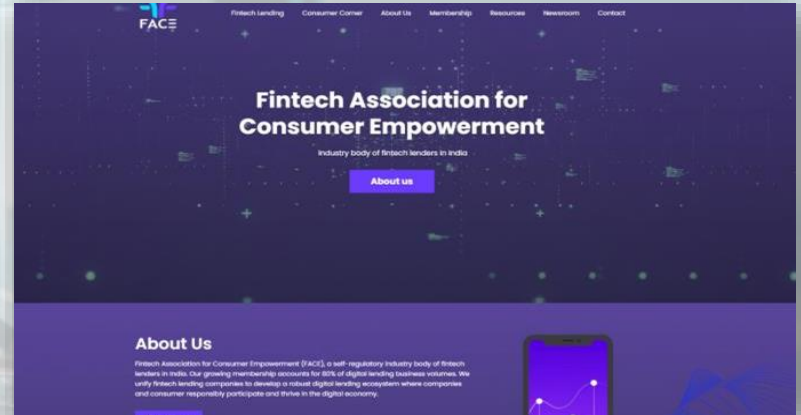 FACE
Fintech Lending Consumer Corner About Us Membership Resources Newsroom Contact
Fintech Association for
Consumer Empowerment
Industry body of fintech lenders in India
About us
About Us
Fintech Association for Consumer Empowerment (FACE), a self-regulatory industry body of fintech
lenders in India. Our growing membership accounts for 80% of digital lending business volumes. We
unify fintech lending companies to develop a robust digital lending ecosystem where companies
and consumer responsibly participate and thrive in the digital economy.